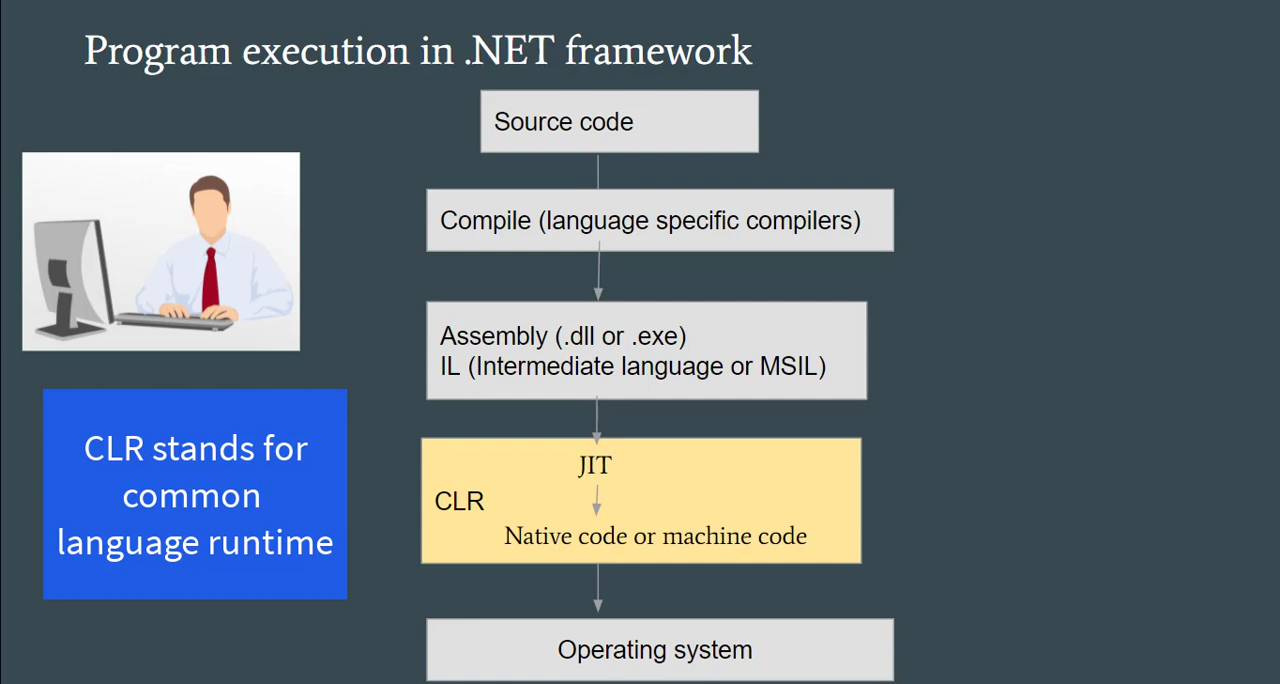 Program execution in .NET framework
Source code
Compile (language specific compilers)
Assembly (.dll or .exe)
IL (Intermediate language or MSIL)
JIT
CLR
Native code or machine code
Operating system
CLR stands for
common
language runtime